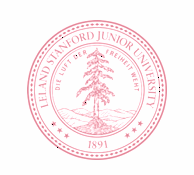 LELAND STANFORD JUNIOR UNIVERSITY
DIE LUFT DER FREIHEIT WEHT
1891